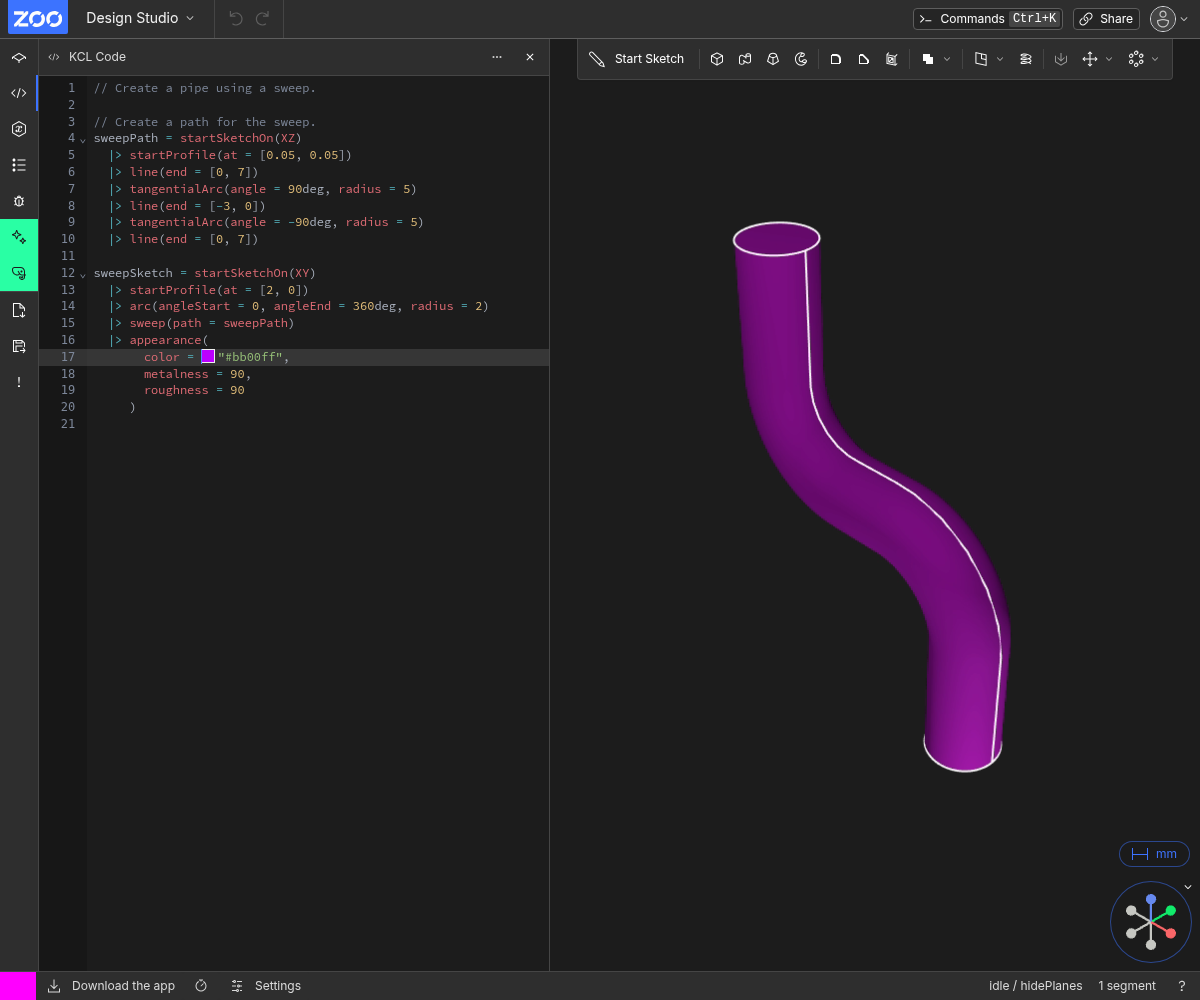 ZOO Design Studio Commands Ctrl+K Share
KCL Code
Start Sketch
1 // Create a pipe using a sweep.
2
3 // Create a path for the sweep.
4 sweepPath = startSketchOn(XZ)
5 |> startProfile(at = [0.05, 0.05])
6 |> line(end = [0, 7])
7 |> tangentialArc(angle = 90deg, radius = 5)
8 |> line(end = [-3, 0])
9 |> tangentialArc(angle = -90deg, radius = 5)
10 |> line(end = [0, 7])
11
12 sweepSketch = startSketchOn(XY)
13 |> startProfile(at = [2, 0])
14 |> arc(angleStart = 0, angleEnd = 360deg, radius = 2)
15 |> sweep(path = sweepPath)
16 |> appearance(
17 color = "#bb00ff",
18 metalness = 90,
19 roughness = 90
20 )
21
mm
Download the app Settings idle / hidePlanes 1 segment ?